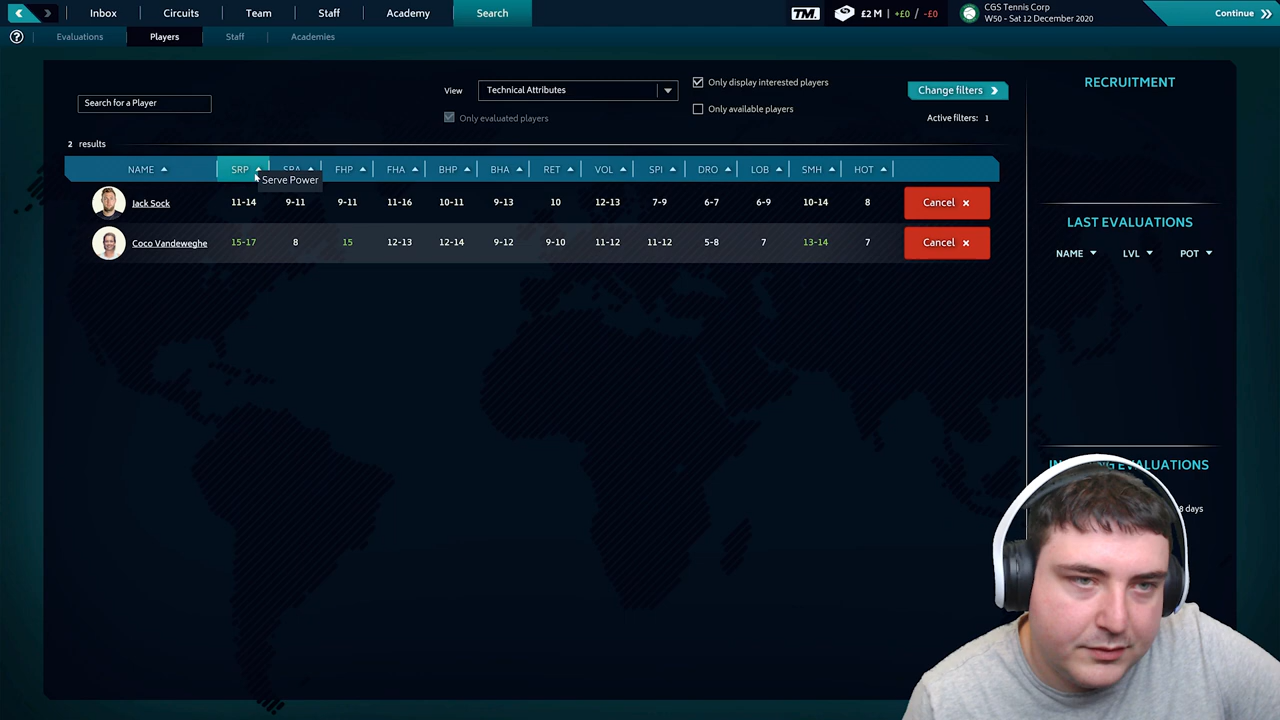 Inbox Circuits Team Staff Academy Search TM. £2 M | +£0 / -£0 CGS Tennis Corp
W50 - Sat 12 December 2020 Continue
? Evaluations Players Staff Academies
RECRUITMENT
Search for a Player View Technical Attributes Only display interested players Change filters
Only evaluated players Only available players Active filters: 1
2 results
NAME SRP SRA FHP FHA BHP BHA RET VOL SPI DRO LOB SMH HOT
Serve Power
Jack Sock 11-14 9-11 9-11 11-16 10-11 9-13 10 12-13 7-9 6-7 6-9 10-14 8 Cancel ×
Coco Vandeweghe 15-17 8 15 12-13 12-14 9-12 9-10 11-12 11-12 5-8 7 13-14 7 Cancel ×
LAST EVALUATIONS
NAME LVL POT
EVALUATIONS
8 days